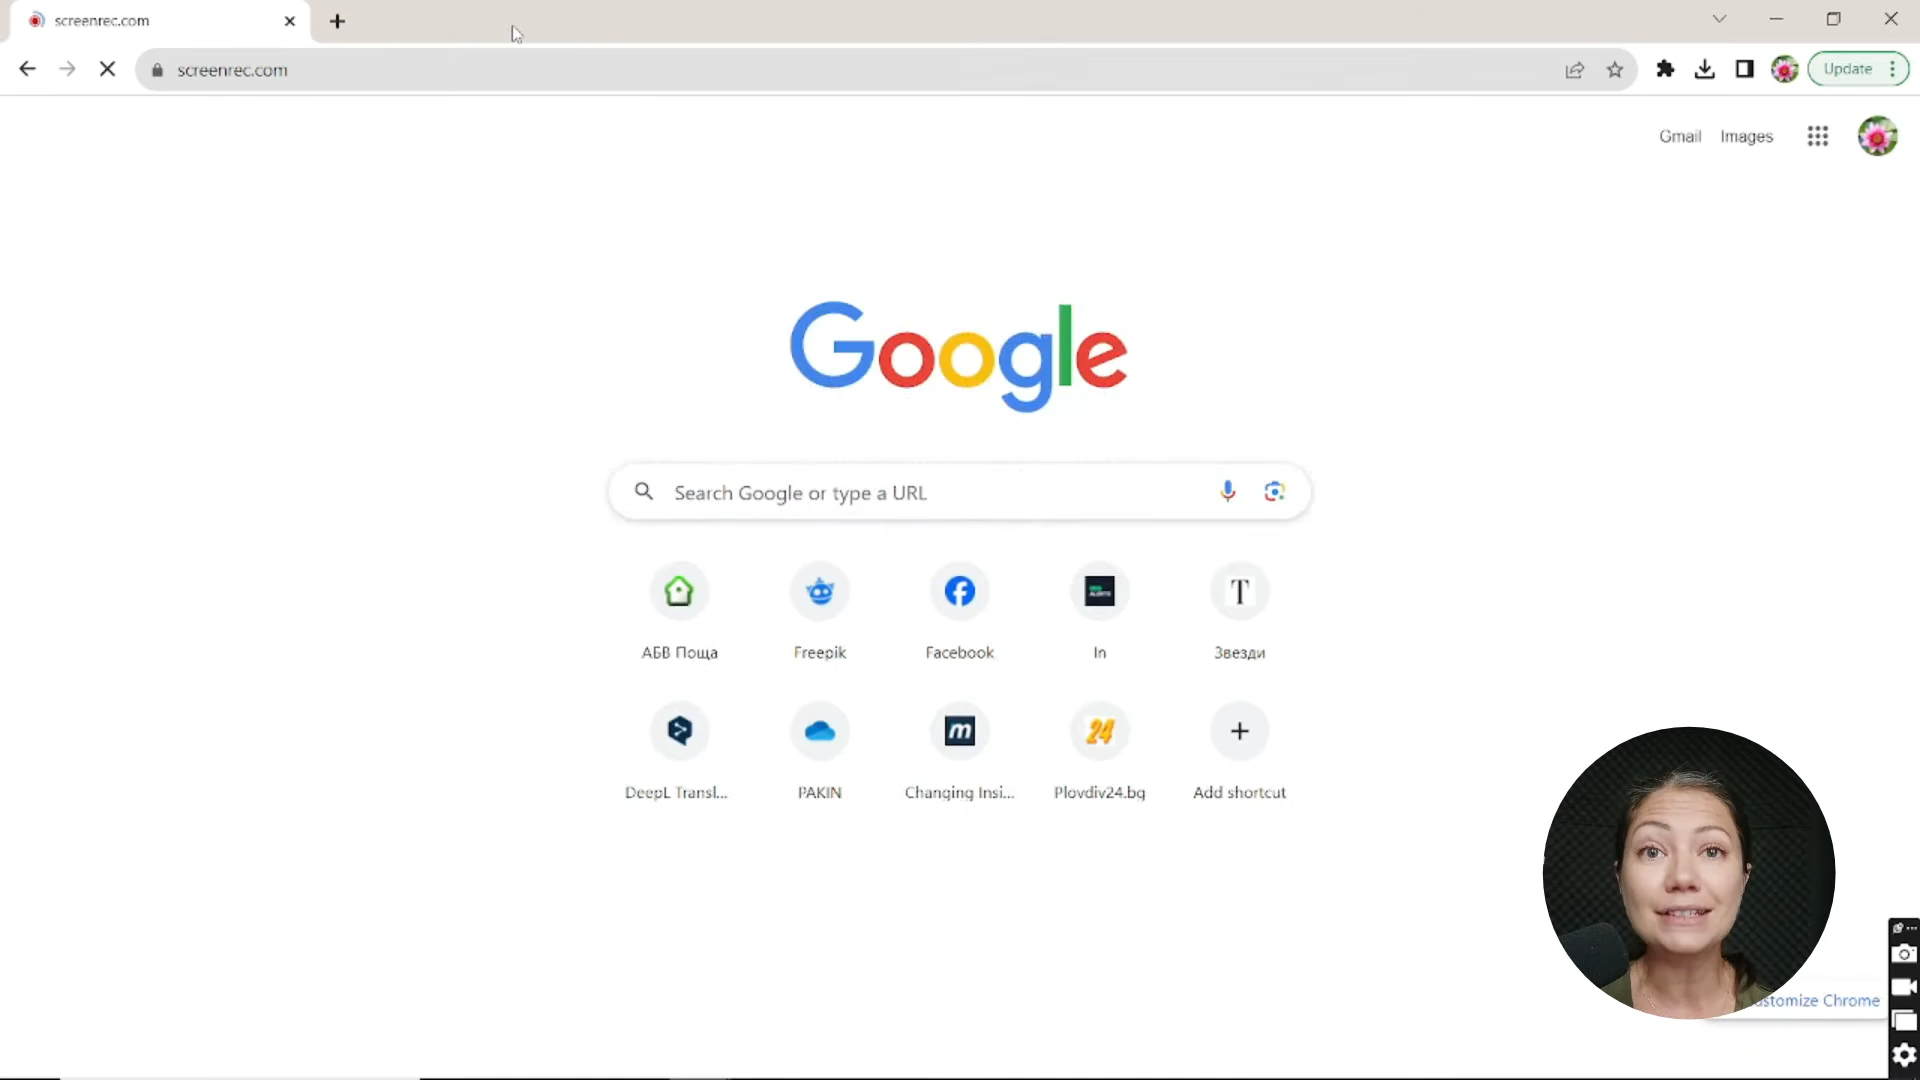 screenrec.com
screenrec.com
Update
Gmail Images
Google
Search Google or type a URL
АБВ Поща Freepik Facebook In Звезди
T
DeepL Transl... PAKIN Changing Insi... Plovdiv24.bg Add shortcut
m 24
stomize Chrome